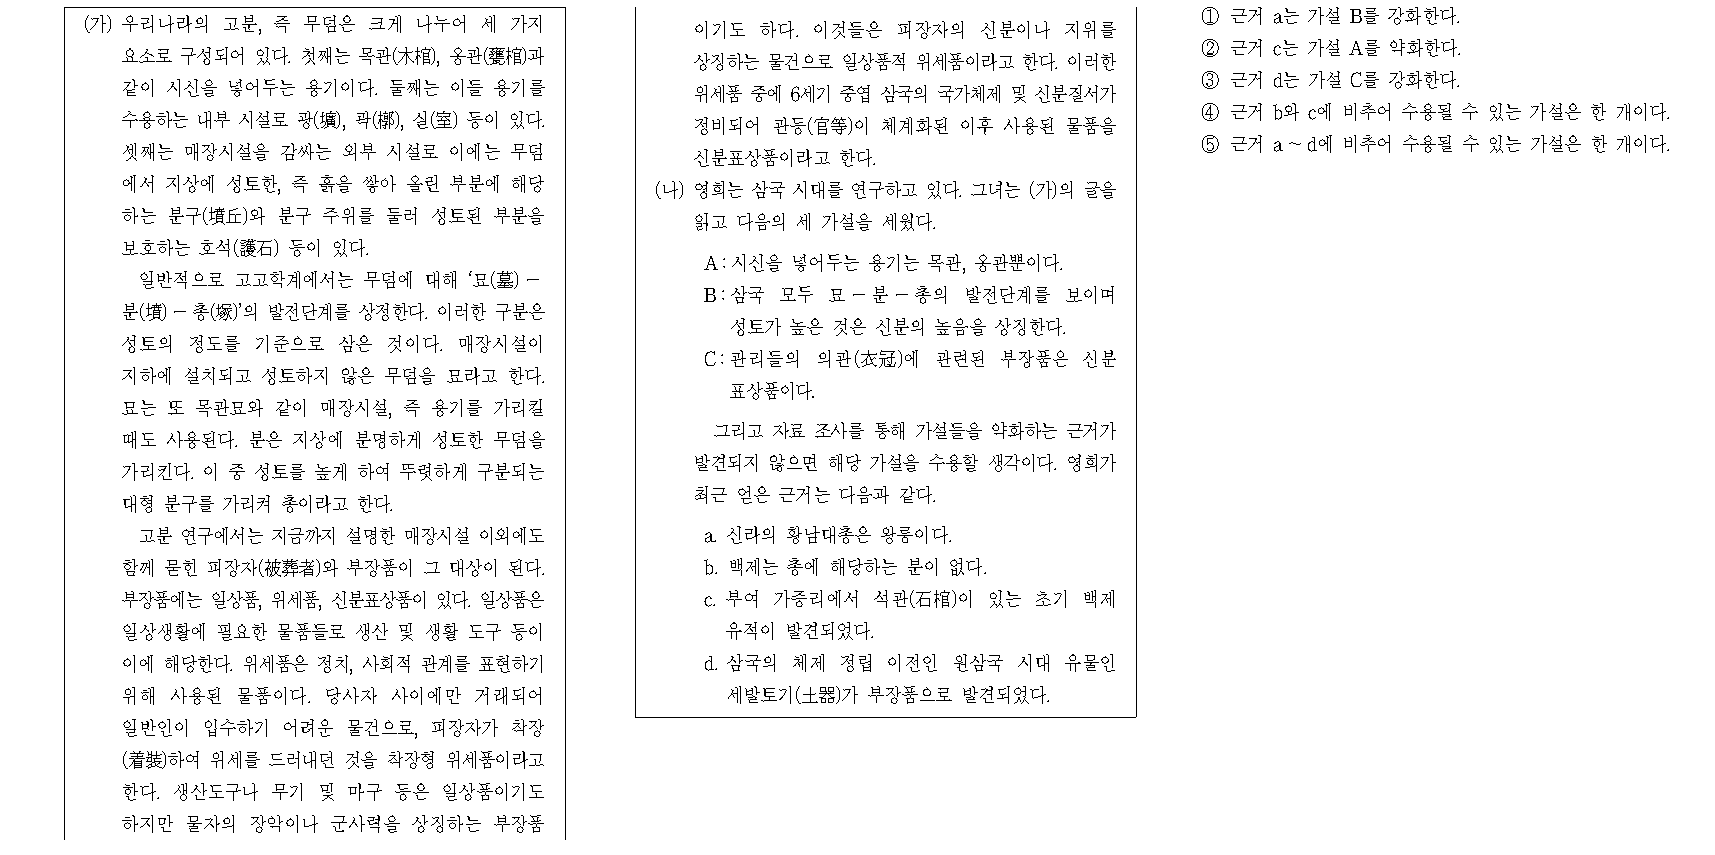 (가) 우리나라의 고분, 즉 무덤은 크게 나누어 세 가지
요소로 구성되어 있다. 첫째는 목관(木棺), 옹관(甕棺)과
같이 시신을 넣어두는 용기이다. 둘째는 이들 용기를
수용하는 내부 시설로 광(壙), 곽(槨), 실(室) 등이 있다.
셋째는 매장시설을 감싸는 외부 시설로 이에는 무덤
에서 지상에 성토한, 즉 흙을 쌓아 올린 부분에 해당
하는 분구(墳丘)와 분구 주위를 둘러 성토된 부분을
보호하는 호석(護石) 등이 있다.
일반적으로 고고학계에서는 무덤에 대해 ‘묘(墓)－
분(墳)－총(塚)’의 발전단계를 상정한다. 이러한 구분은
성토의 정도를 기준으로 삼은 것이다. 매장시설이
지하에 설치되고 성토하지 않은 무덤을 묘라고 한다.
묘는 또 목관묘와 같이 매장시설, 즉 용기를 가리킬
때도 사용된다. 분은 지상에 분명하게 성토한 무덤을
가리킨다. 이 중 성토를 높게 하여 뚜렷하게 구분되는
대형 분구를 가리켜 총이라고 한다.
고분 연구에서는 지금까지 설명한 매장시설 이외에도
함께 묻힌 피장자(被葬者)와 부장품이 그 대상이 된다.
부장품에는 일상품, 위세품, 신분표상품이 있다. 일상품은
일상생활에 필요한 물품들로 생산 및 생활 도구 등이
이에 해당한다. 위세품은 정치, 사회적 관계를 표현하기
위해 사용된 물품이다. 당사자 사이에만 거래되어
일반인이 입수하기 어려운 물건으로, 피장자가 착장
(着裝)하여 위세를 드러내던 것을 착장형 위세품이라고
한다. 생산도구나 무기 및 마구 등은 일상품이기도
하지만 물자의 장악이나 군사력을 상징하는 부장품
이기도 하다. 이것들은 피장자의 신분이나 지위를
상징하는 물건으로 일상품적 위세품이라고 한다. 이러한
위세품 중에 6세기 중엽 삼국의 국가체제 및 신분질서가
정비되어 관등(官等)이 체계화된 이후 사용된 물품을
신분표상품이라고 한다.
(나) 영희는 삼국 시대를 연구하고 있다. 그녀는 (가)의 글을
읽고 다음의 세 가설을 세웠다.
A : 시신을 넣어두는 용기는 목관, 옹관뿐이다.
B : 삼국 모두 묘－분－총의 발전단계를 보이며
성토가 높은 것은 신분의 높음을 상징한다.
C : 관리들의 의관(衣冠)에 관련된 부장품은 신분
표상품이다.
그리고 자료 조사를 통해 가설들을 약화하는 근거가
발견되지 않으면 해당 가설을 수용할 생각이다. 영희가
최근 얻은 근거는 다음과 같다.
a. 신라의 황남대총은 왕릉이다.
b. 백제는 총에 해당하는 분이 없다.
c. 부여 가증리에서 석관(石棺)이 있는 초기 백제
유적이 발견되었다.
d. 삼국의 체제 정립 이전인 원삼국 시대 유물인
세발토기(土器)가 부장품으로 발견되었다.
① 근거 a는 가설 B를 강화한다.
② 근거 c는 가설 A를 약화한다.
③ 근거 d는 가설 C를 강화한다.
④ 근거 b와 c에 비추어 수용될 수 있는 가설은 한 개이다.
⑤ 근거 a～d에 비추어 수용될 수 있는 가설은 한 개이다.